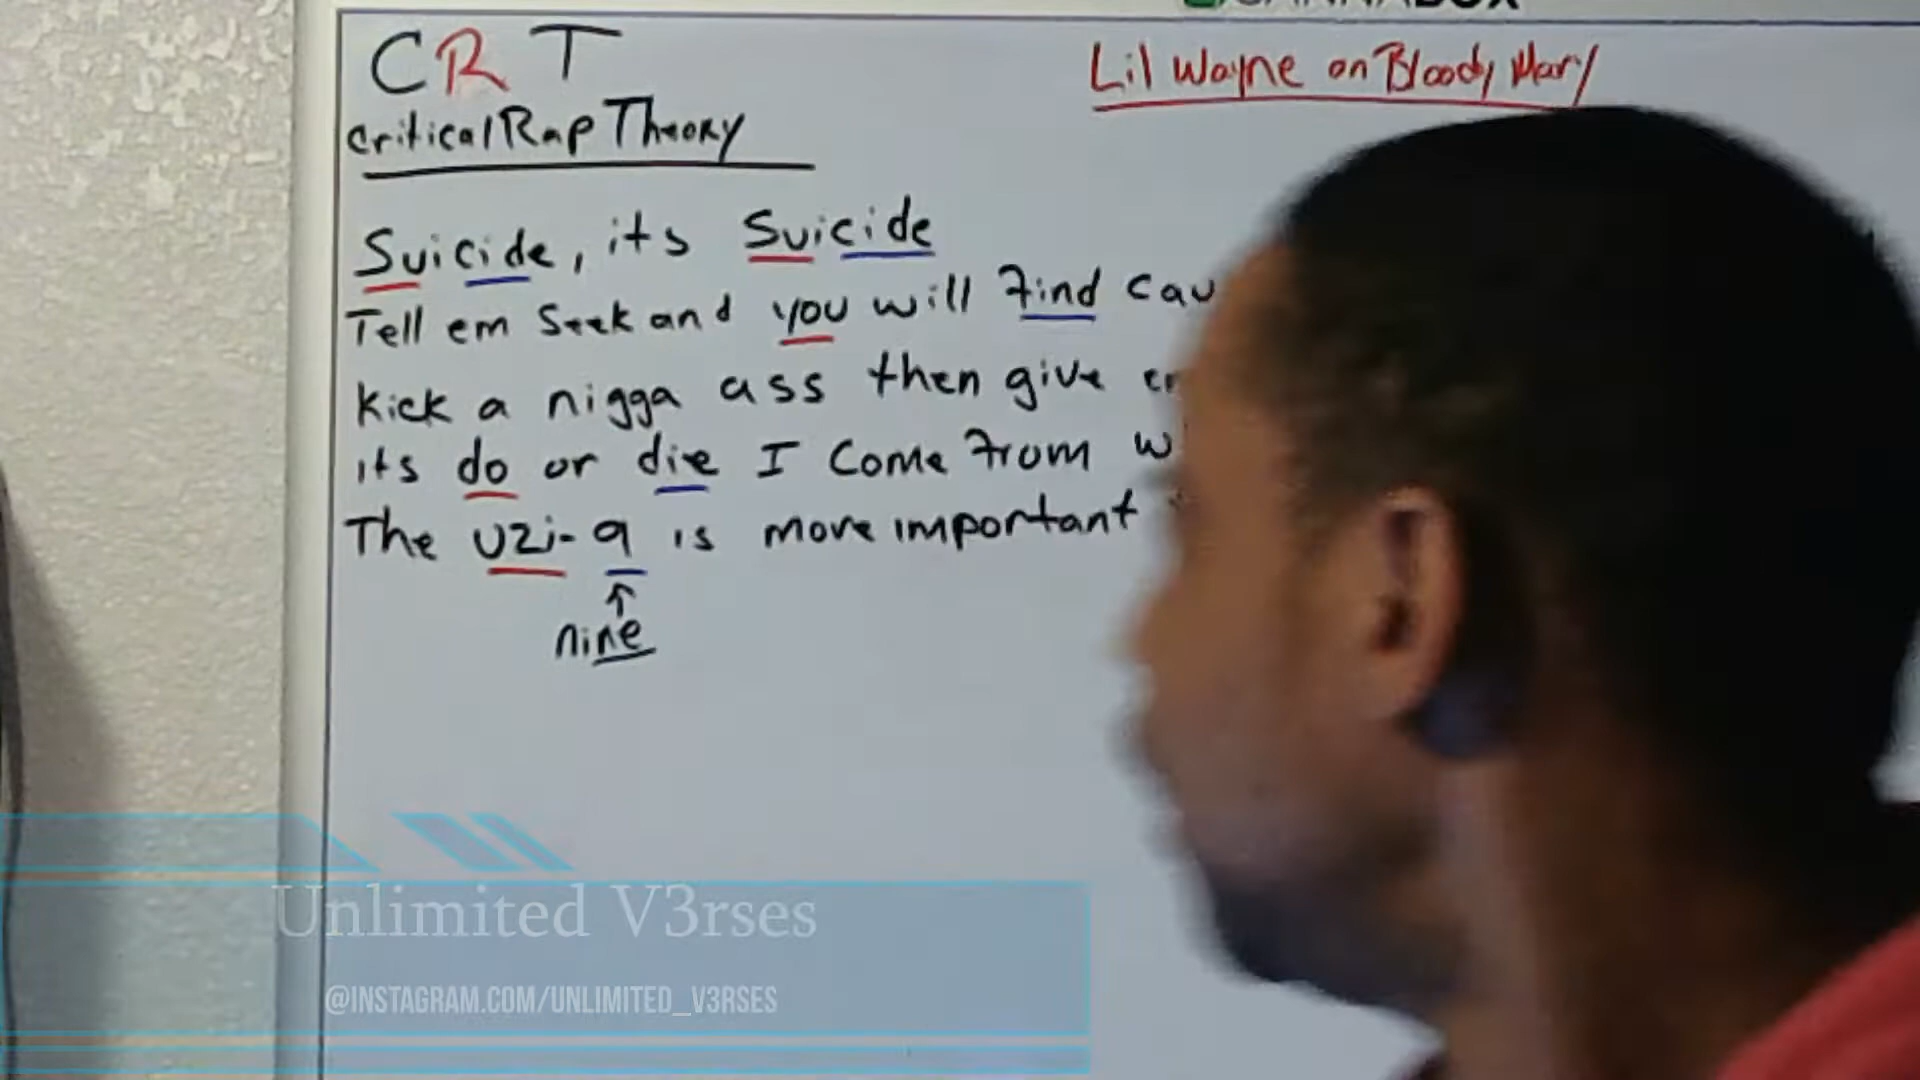 C R T
Lil Wayne on Bloody Mary
Critical Rap Theory
Suicide, its Suicide
Tell em Seek and you will find
Kick a nigga ass then give
its do or die I Come from
The uzi-9 is more important
nine
Unlimited V3rses
@INSTAGRAM.COM/UNLIMITED_V3RSES